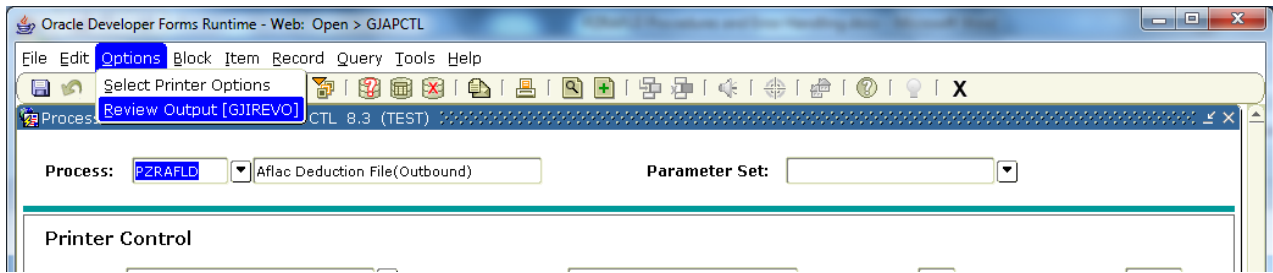 Oracle Developer Forms Runtime - Web: Open > GJAPCTL
File Edit Options Block Item Record Query Tools Help
Select Printer Options
Review Output [GJIREVO]
Process CTL 8.3 (TEST)
Process: PZRAFLD Aflac Deduction File(Outbound) Parameter Set:
Printer Control